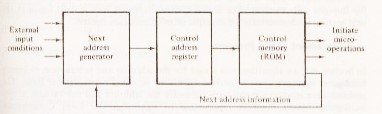 External
input
conditions
Next
address
generator
Control
address
register
Control
memory
(ROM)
Initiate
micro-
operations
Next address information